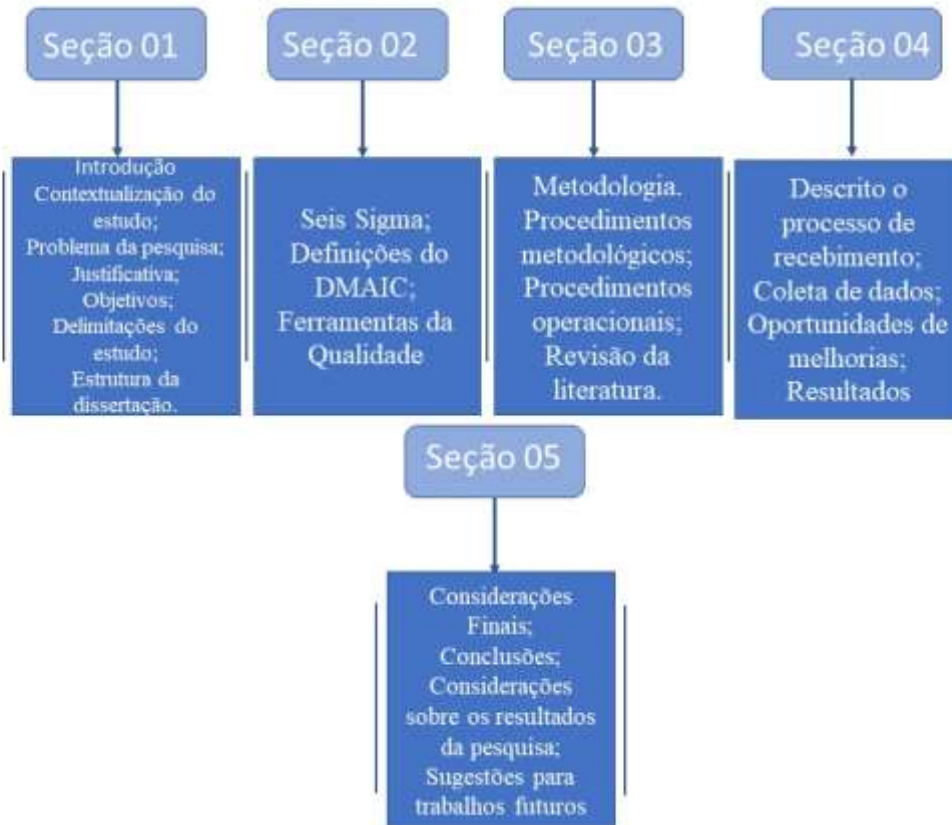 Seção 01
Introdução
Contextualização do
estudo;
Problema da pesquisa;
Justificativa;
Objetivos;
Delimitações do
estudo;
Estrutura da
dissertação.
Seção 02
Seis Sigma;
Definições do
DMAIC;
Ferramentas da
Qualidade
Seção 03
Metodologia.
Procedimentos
metodológicos;
Procedimentos
operacionais;
Revisão da
literatura.
Seção 04
Descrito o
processo de
recebimento;
Coleta de dados;
Oportunidades de
melhorias;
Resultados
Seção 05
Considerações
Finais;
Conclusões;
Considerações
sobre os resultados
da pesquisa;
Sugestões para
trabalhos futuros